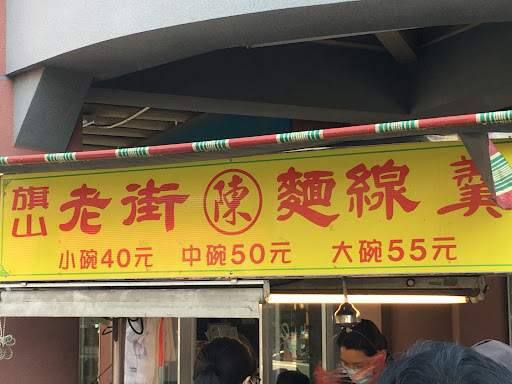 旗山 老街 陳 麵線羹
小碗40元 中碗50元 大碗55元